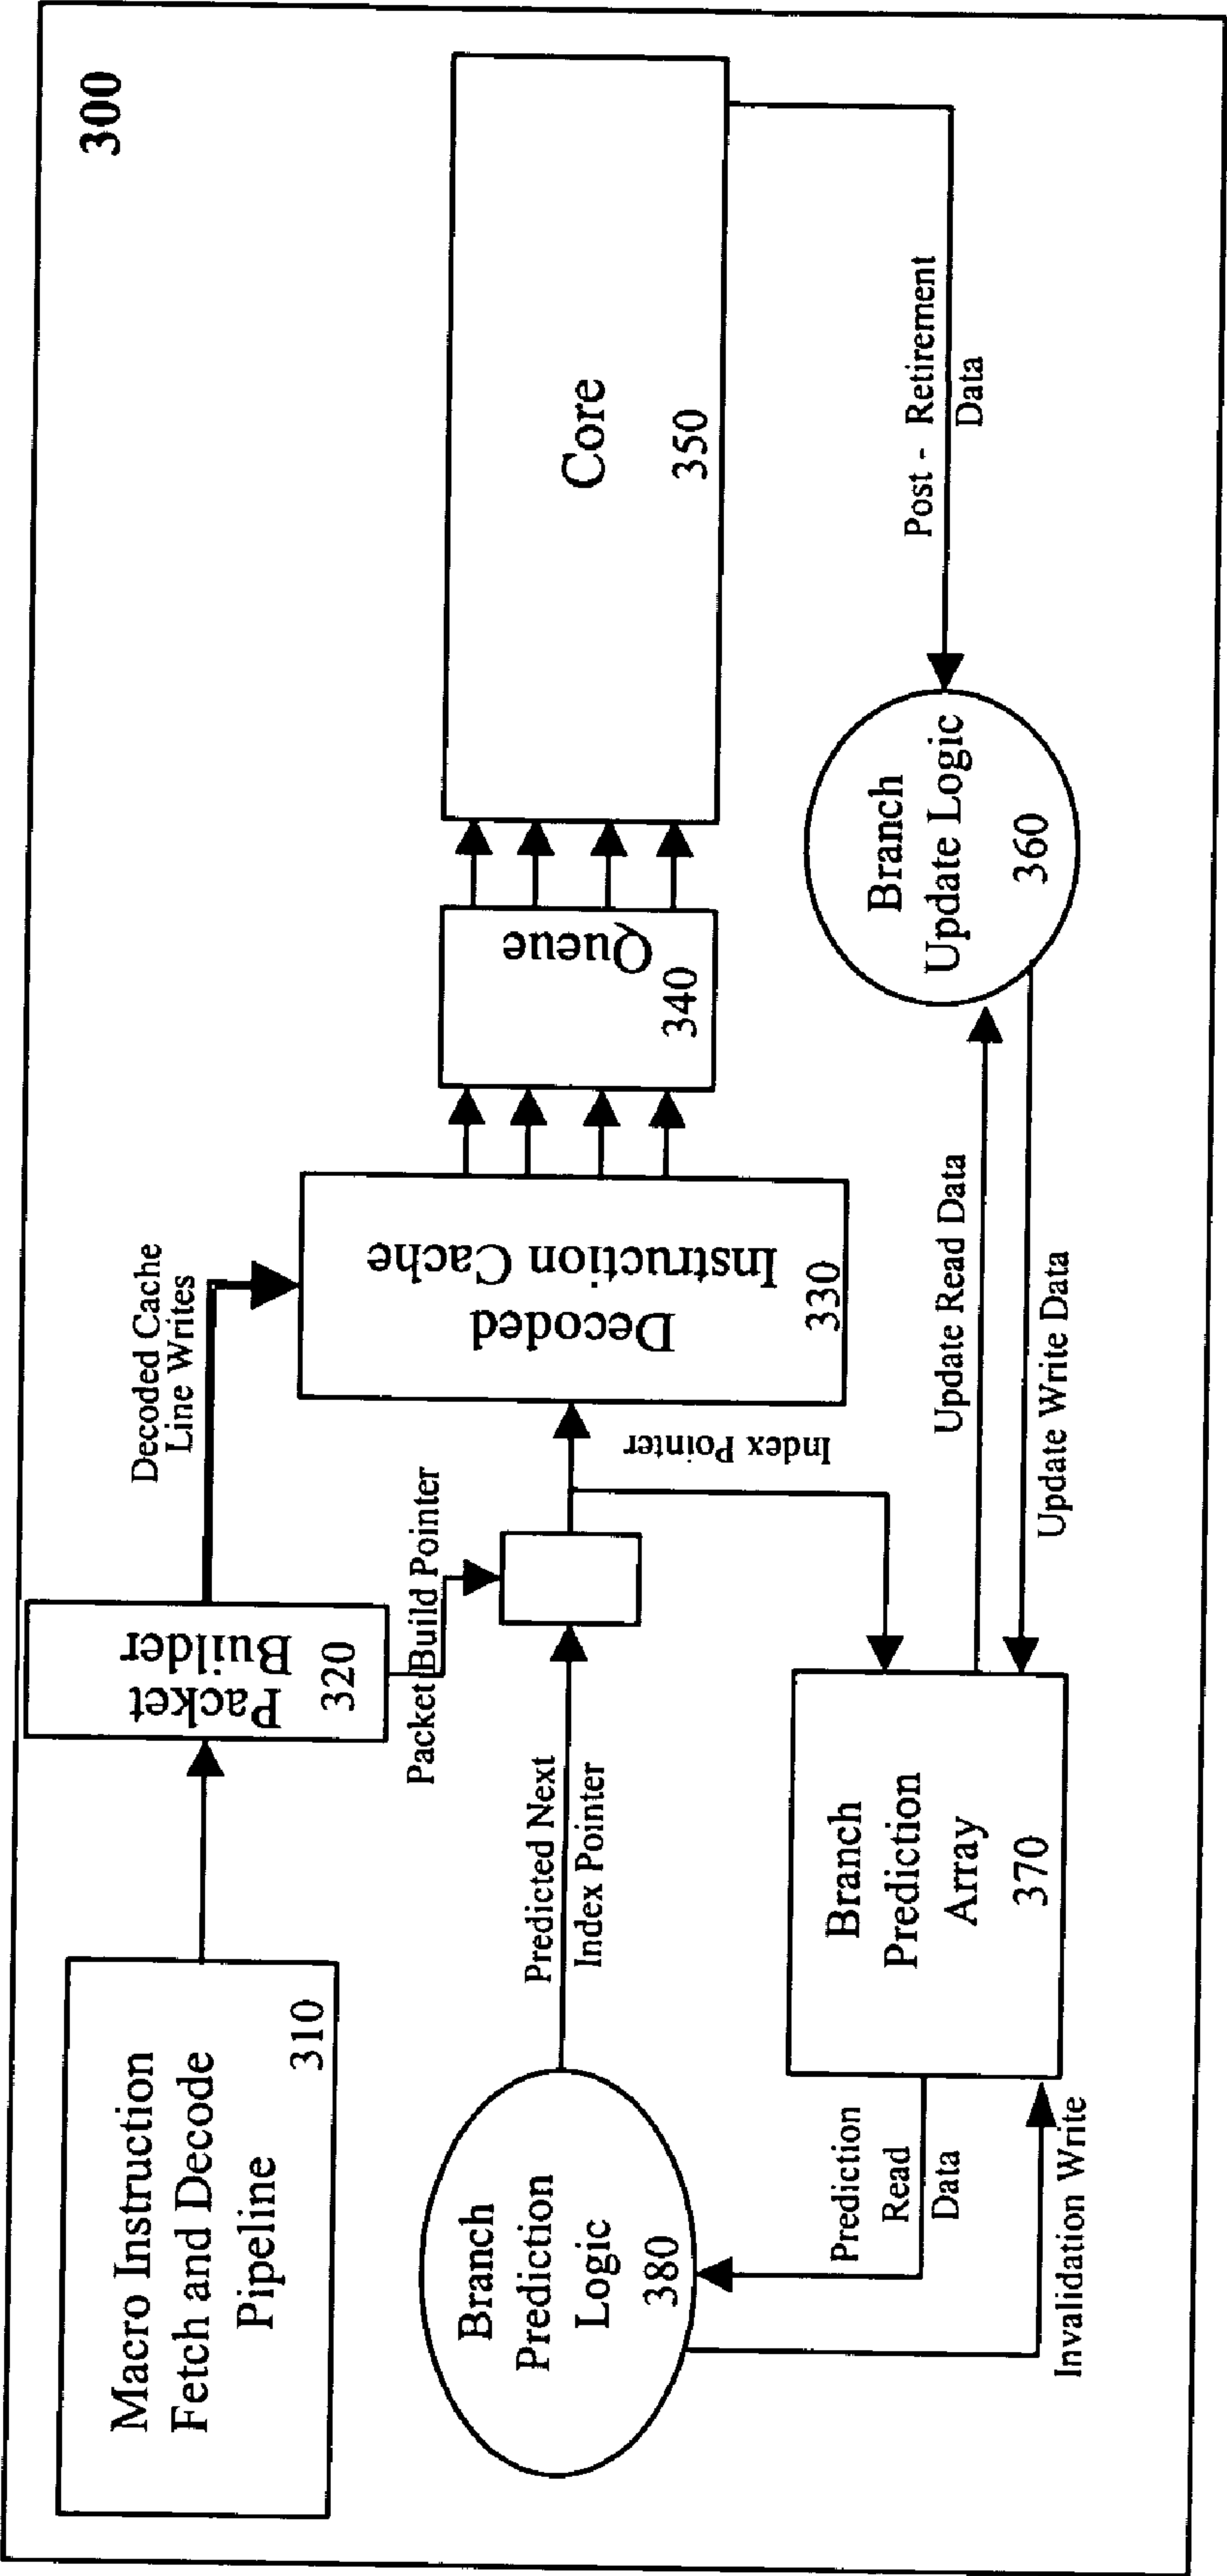 300
Macro Instruction
Fetch and Decode
Pipeline
310
Packet
Builder
320
Decoded Cache
Line Writes
Packet Build Pointer
Branch
Prediction
Logic
380
Predicted Next
Index Pointer
Index Pointer
Decoded
Instruction Cache
330
Queue
340
Core
350
Prediction
Read
Data
Invalidation Write
Branch
Prediction
Array
370
Update Read Data
Update Write Data
Branch
Update Logic
360
Post - Retirement
Data